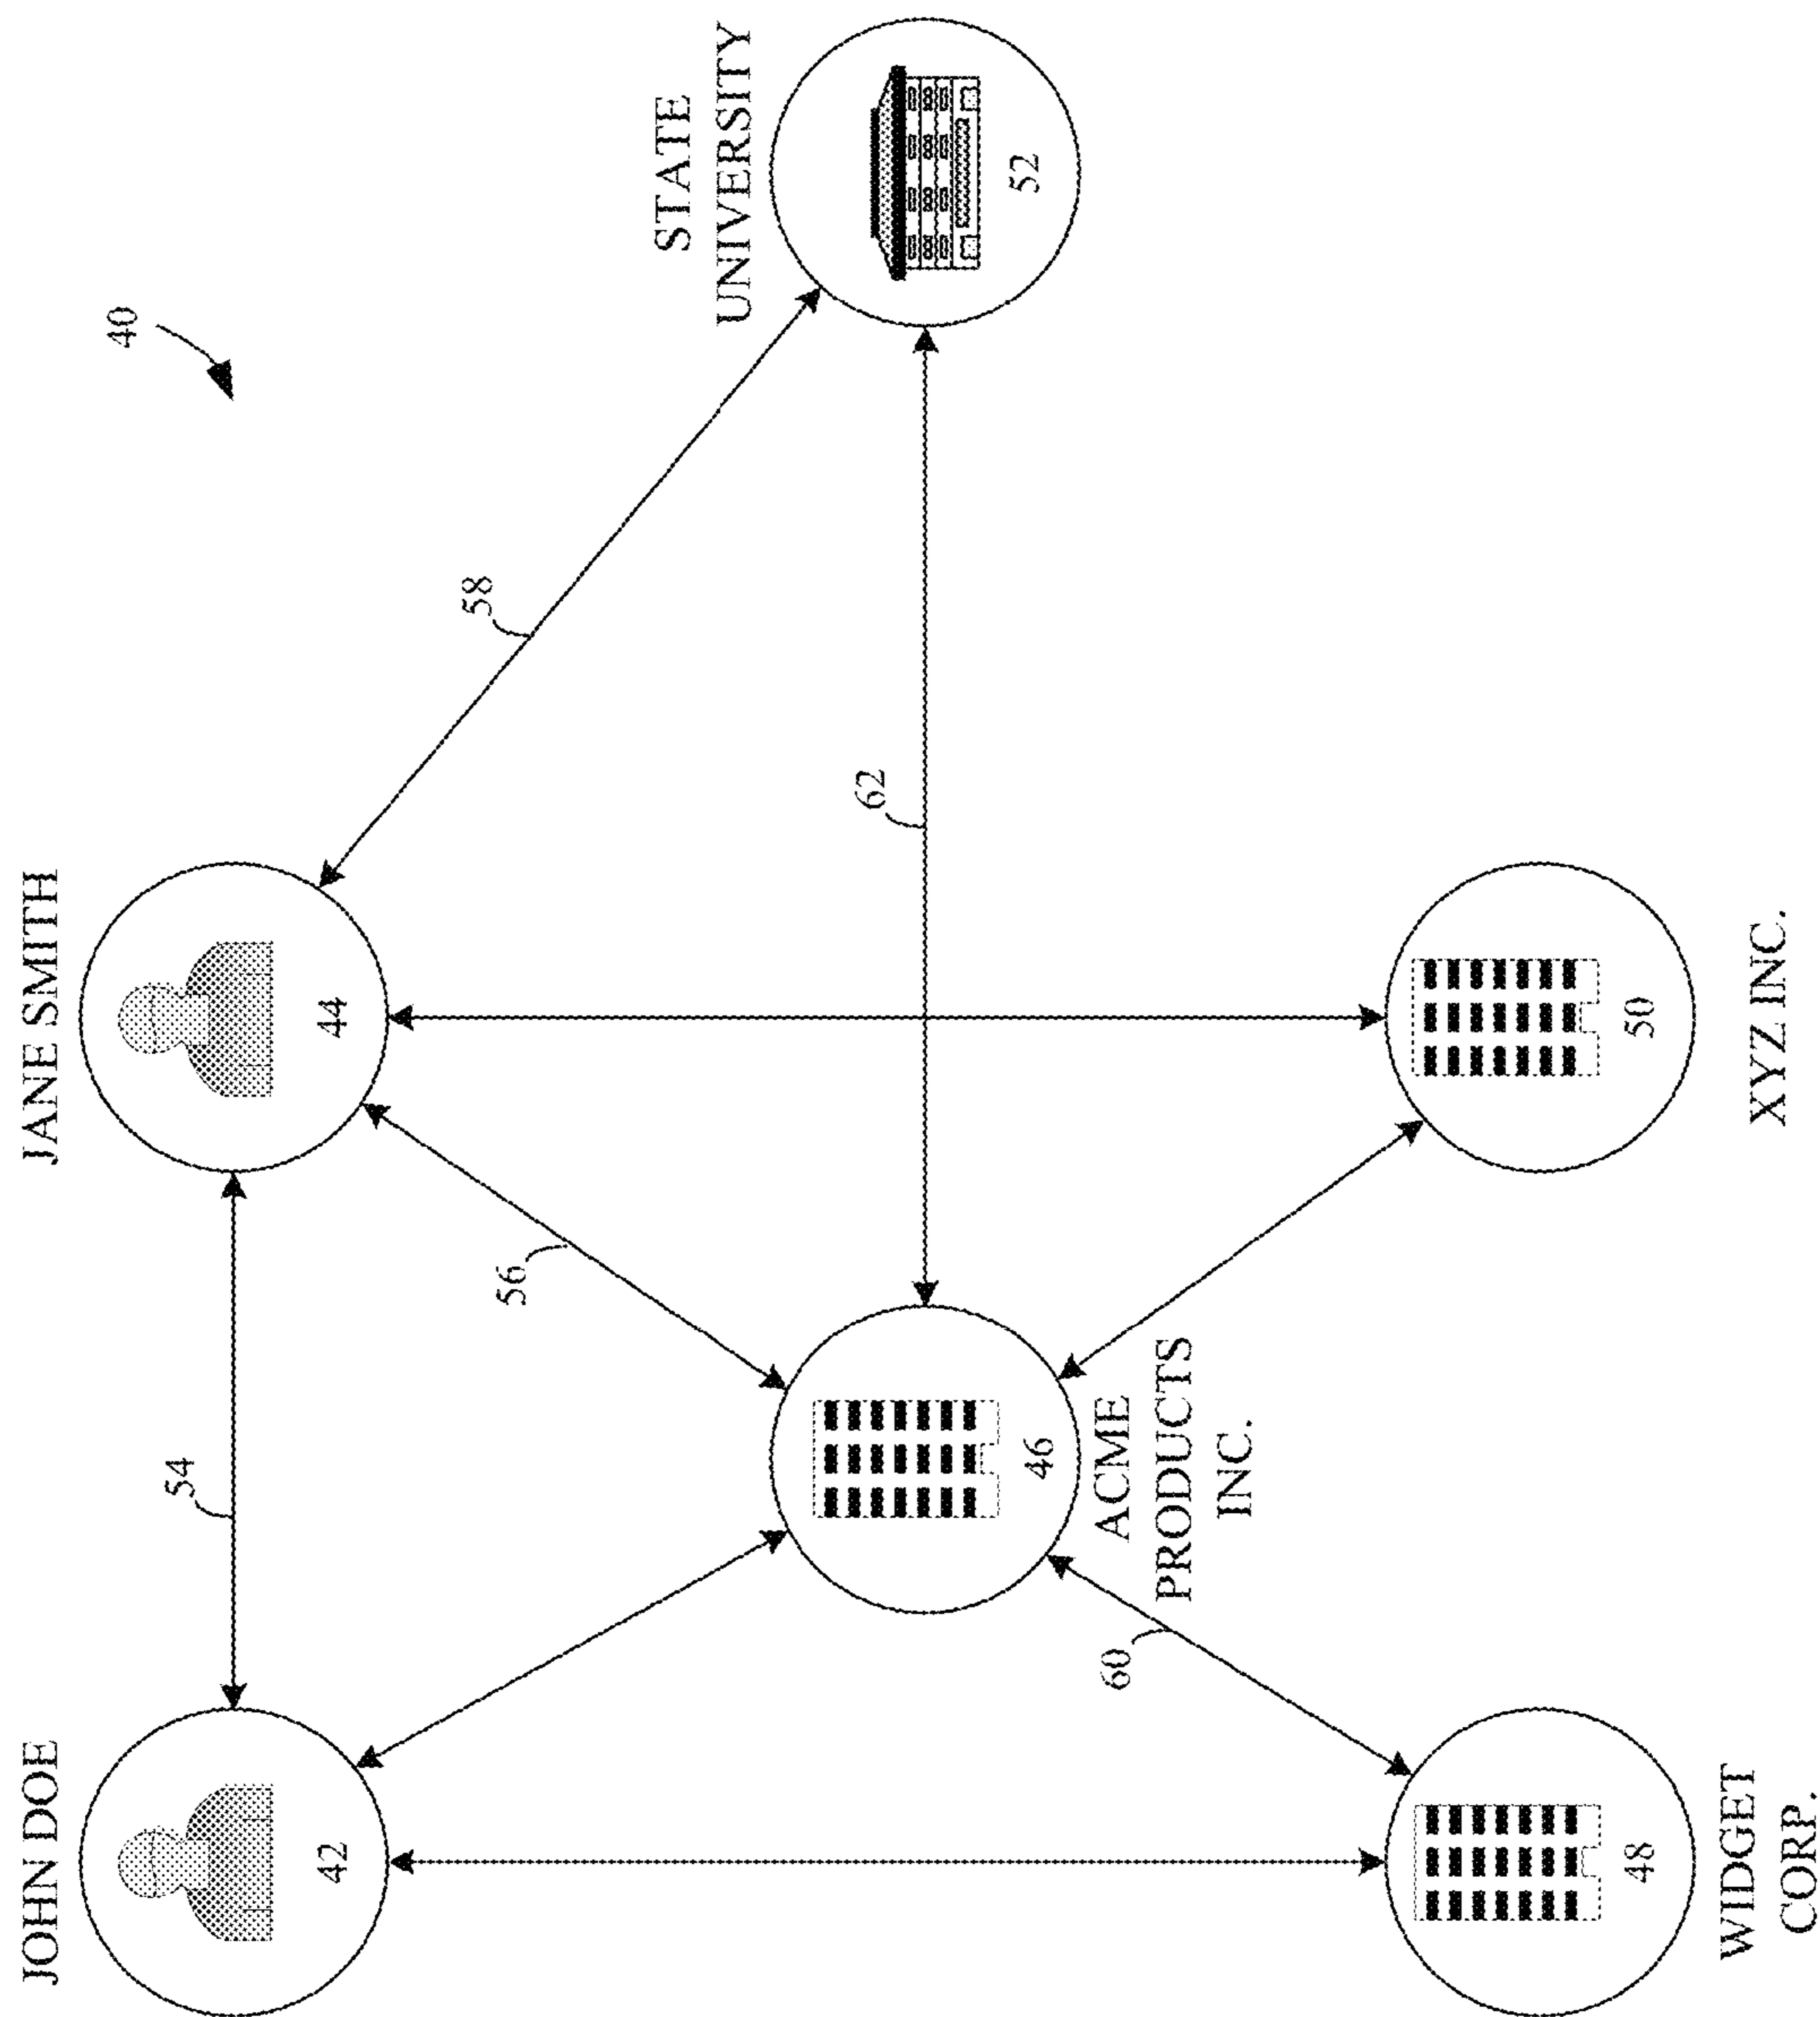 40
JOHN DOE
JANE SMITH
42
54
44
56
58
STATE
UNIVERSITY
52
62
46
ACME
PRODUCTS
INC.
60
48
WIDGET
CORP.
50
XYZ INC.